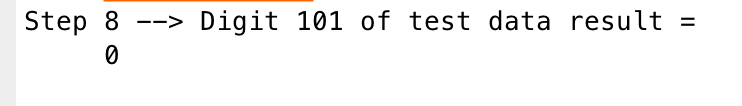 Step 8 --> Digit 101 of test data result =
0